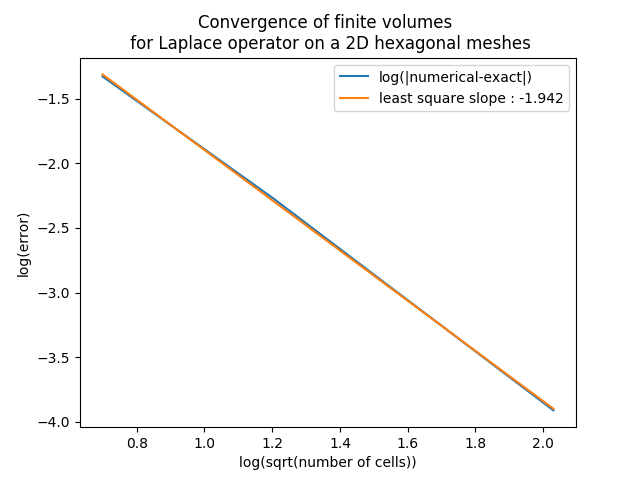 Convergence of finite volumes
for Laplace operator on a 2D hexagonal meshes
log(|numerical-exact|)
least square slope : -1.942
−1.5
−2.0
−2.5
−3.0
−3.5
−4.0
log(error)
0.8
1.0
1.2
1.4
1.6
1.8
2.0
log(sqrt(number of cells))